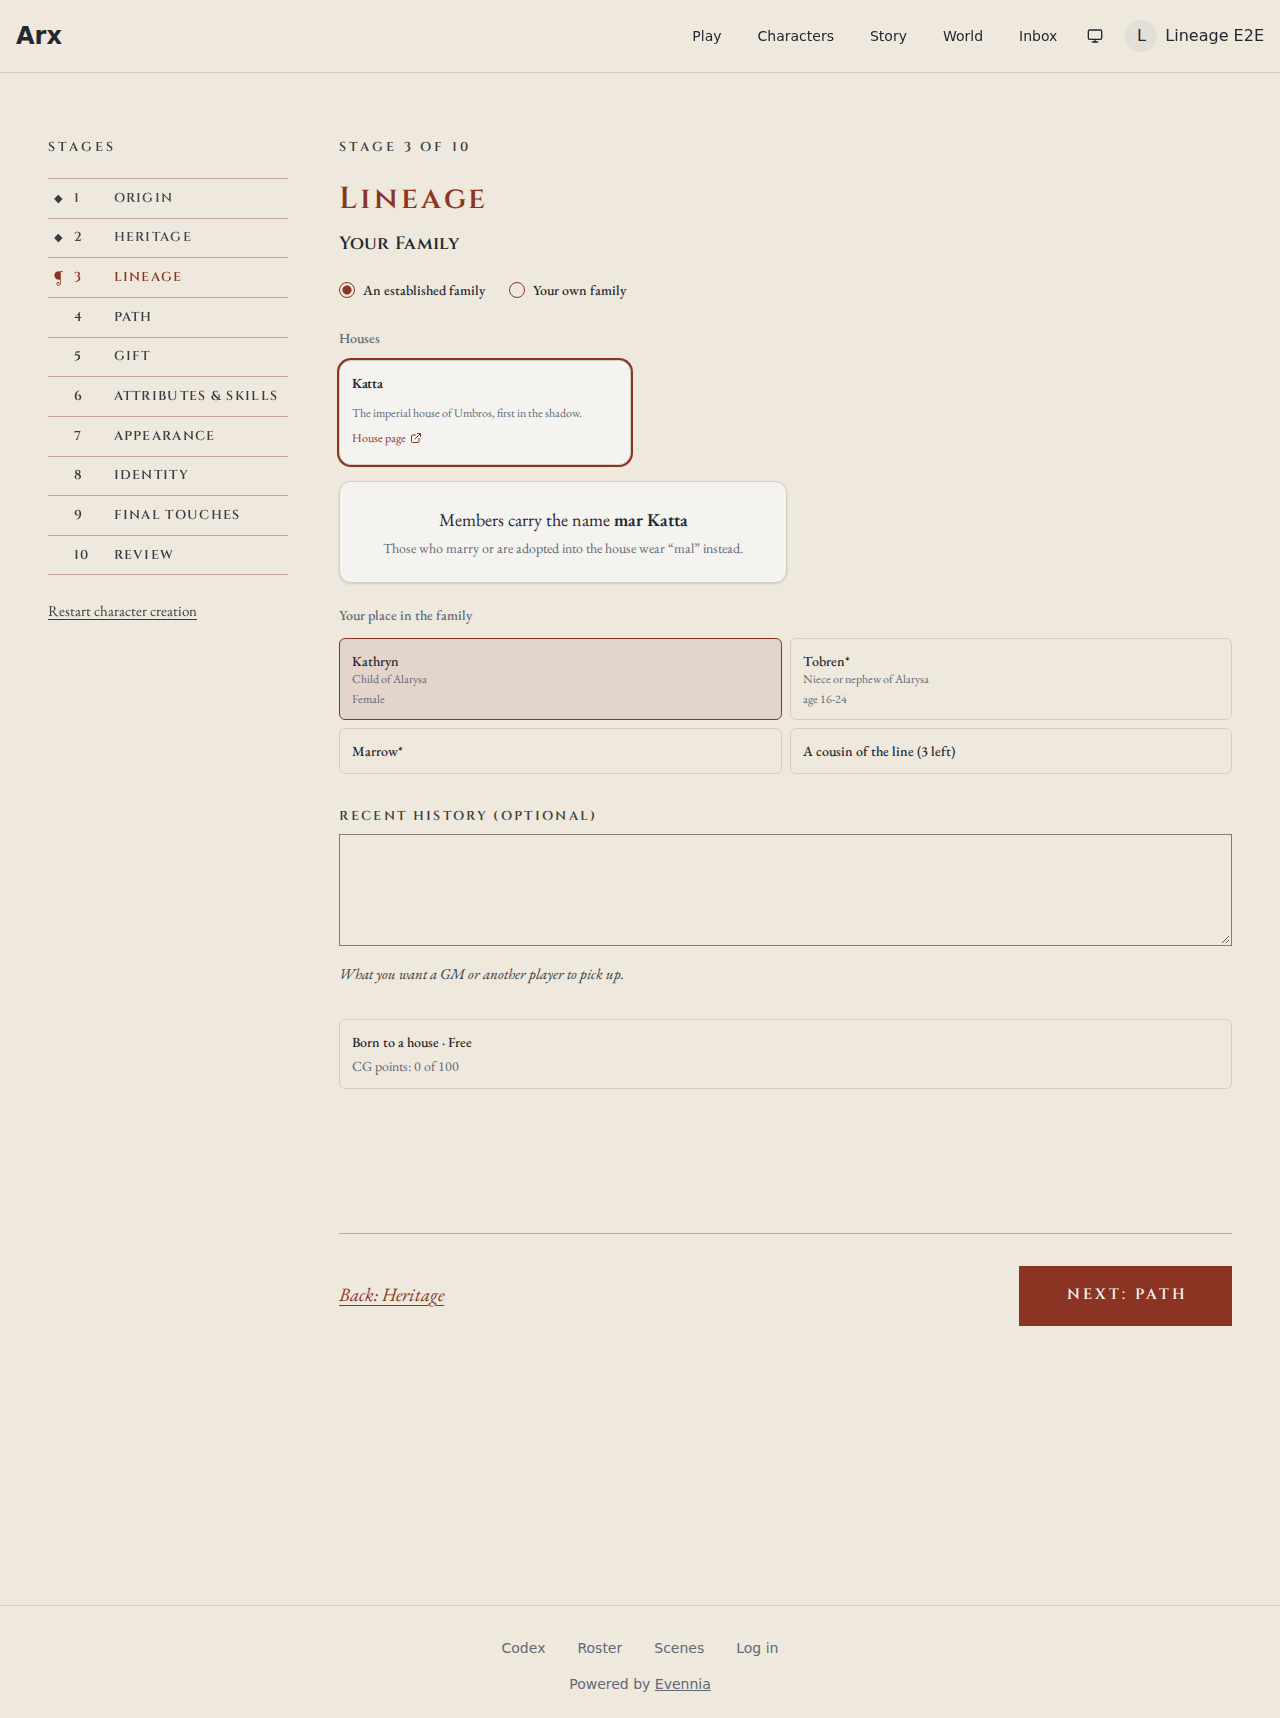 Arx
Play
Characters
Story
World
Inbox
L
Lineage E2E
STAGES
◆ 1 ORIGIN
◆ 2 HERITAGE
¶ 3 LINEAGE
4 PATH
5 GIFT
6 ATTRIBUTES & SKILLS
7 APPEARANCE
8 IDENTITY
9 FINAL TOUCHES
10 REVIEW
Restart character creation
STAGE 3 OF 10
LINEAGE
YOUR FAMILY
An established family
Your own family
Houses
Katta
The imperial house of Umbros, first in the shadow.
House page
Members carry the name mar Katta
Those who marry or are adopted into the house wear “mal” instead.
Your place in the family
Kathryn
Child of Alarysa
Female
Tobren*
Niece or nephew of Alarysa
age 16-24
Marrow*
A cousin of the line (3 left)
RECENT HISTORY (OPTIONAL)
What you want a GM or another player to pick up.
Born to a house · Free
CG points: 0 of 100
Back: Heritage
NEXT: PATH
Codex
Roster
Scenes
Log in
Powered by Evennia